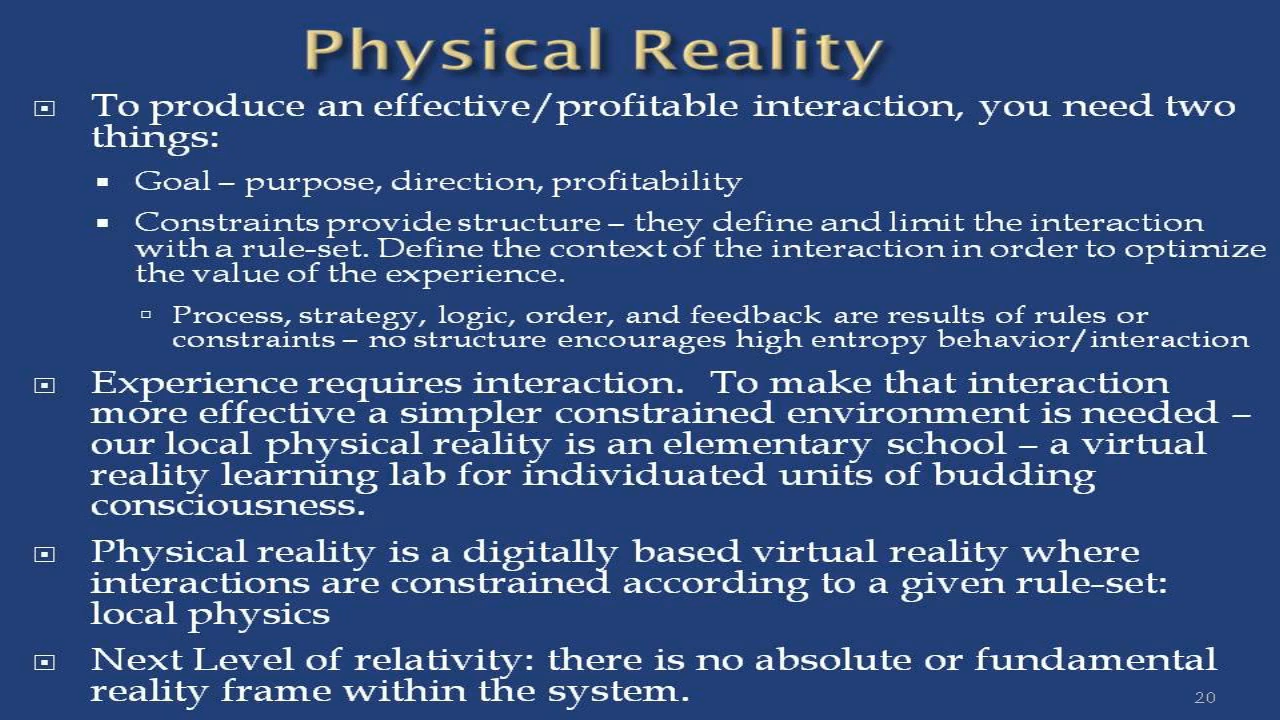 Physical Reality
To produce an effective/profitable interaction, you need two
things:
Goal – purpose, direction, profitability
Constraints provide structure – they define and limit the interaction
with a rule-set. Define the context of the interaction in order to optimize
the value of the experience.
Process, strategy, logic, order, and feedback are results of rules or
constraints – no structure encourages high entropy behavior/interaction
Experience requires interaction. To make that interaction
more effective a simpler constrained environment is needed –
our local physical reality is an elementary school – a virtual
reality learning lab for individuated units of budding
consciousness.
Physical reality is a digitally based virtual reality where
interactions are constrained according to a given rule-set:
local physics
Next Level of relativity: there is no absolute or fundamental
reality frame within the system.
20